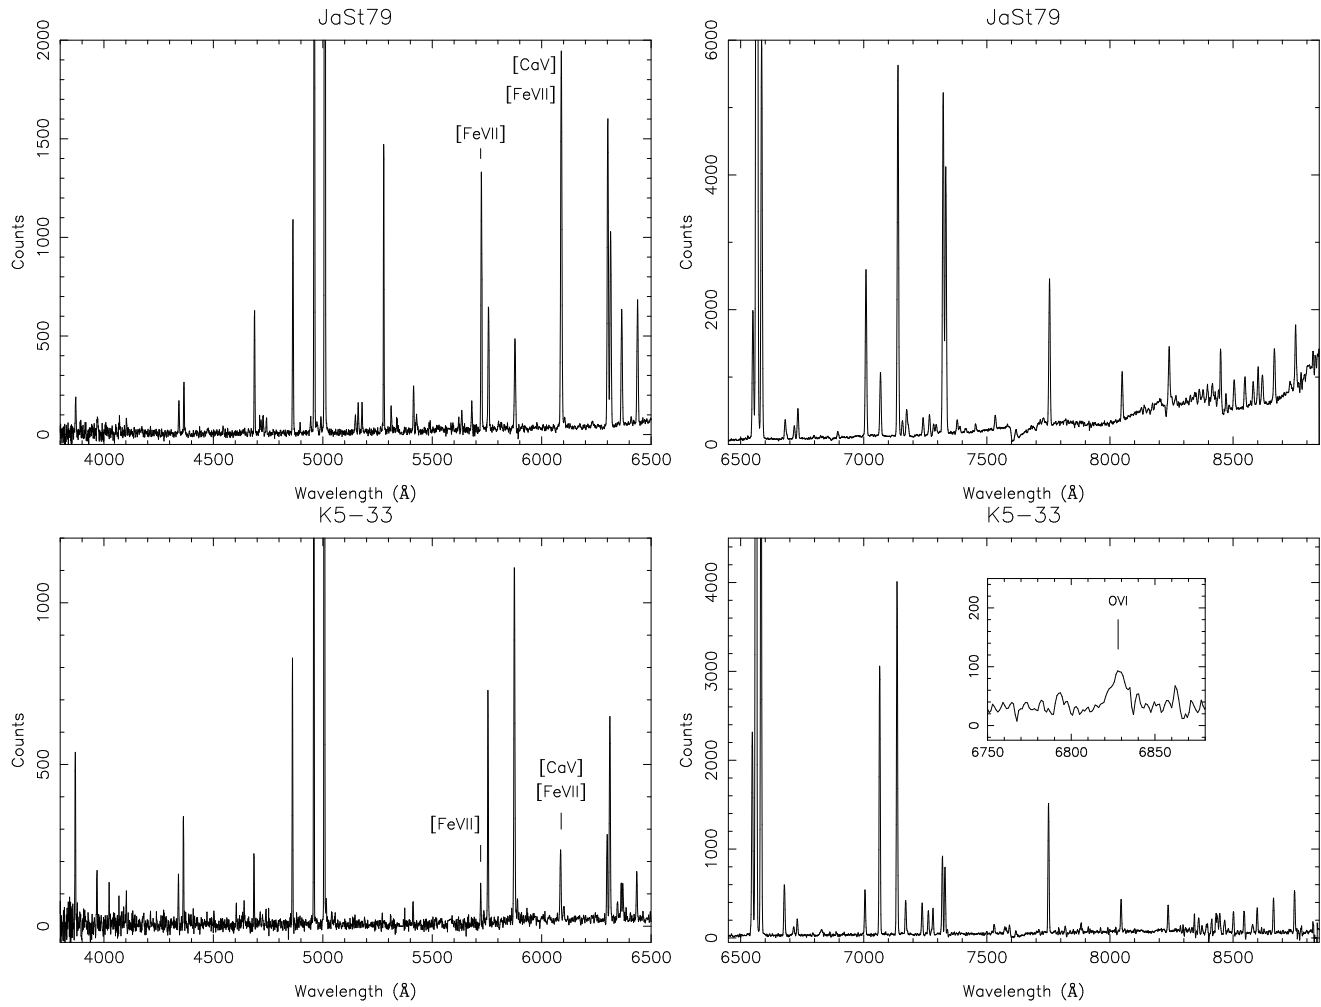 JaSt79
JaSt79
2000
1500
1000
500
0
Counts
[CaV]
[FeVII]
[FeVII]
4000 4500 5000 5500 6000 6500
Wavelength (Å)
6000
4000
2000
0
Counts
6500 7000 7500 8000 8500
Wavelength (Å)
K5−33
K5−33
1000
500
0
Counts
[CaV]
[FeVII]
[FeVII]
4000 4500 5000 5500 6000 6500
Wavelength (Å)
4000
3000
2000
1000
0
Counts
OVI
200
100
0
6750 6800 6850
6500 7000 7500 8000 8500
Wavelength (Å)